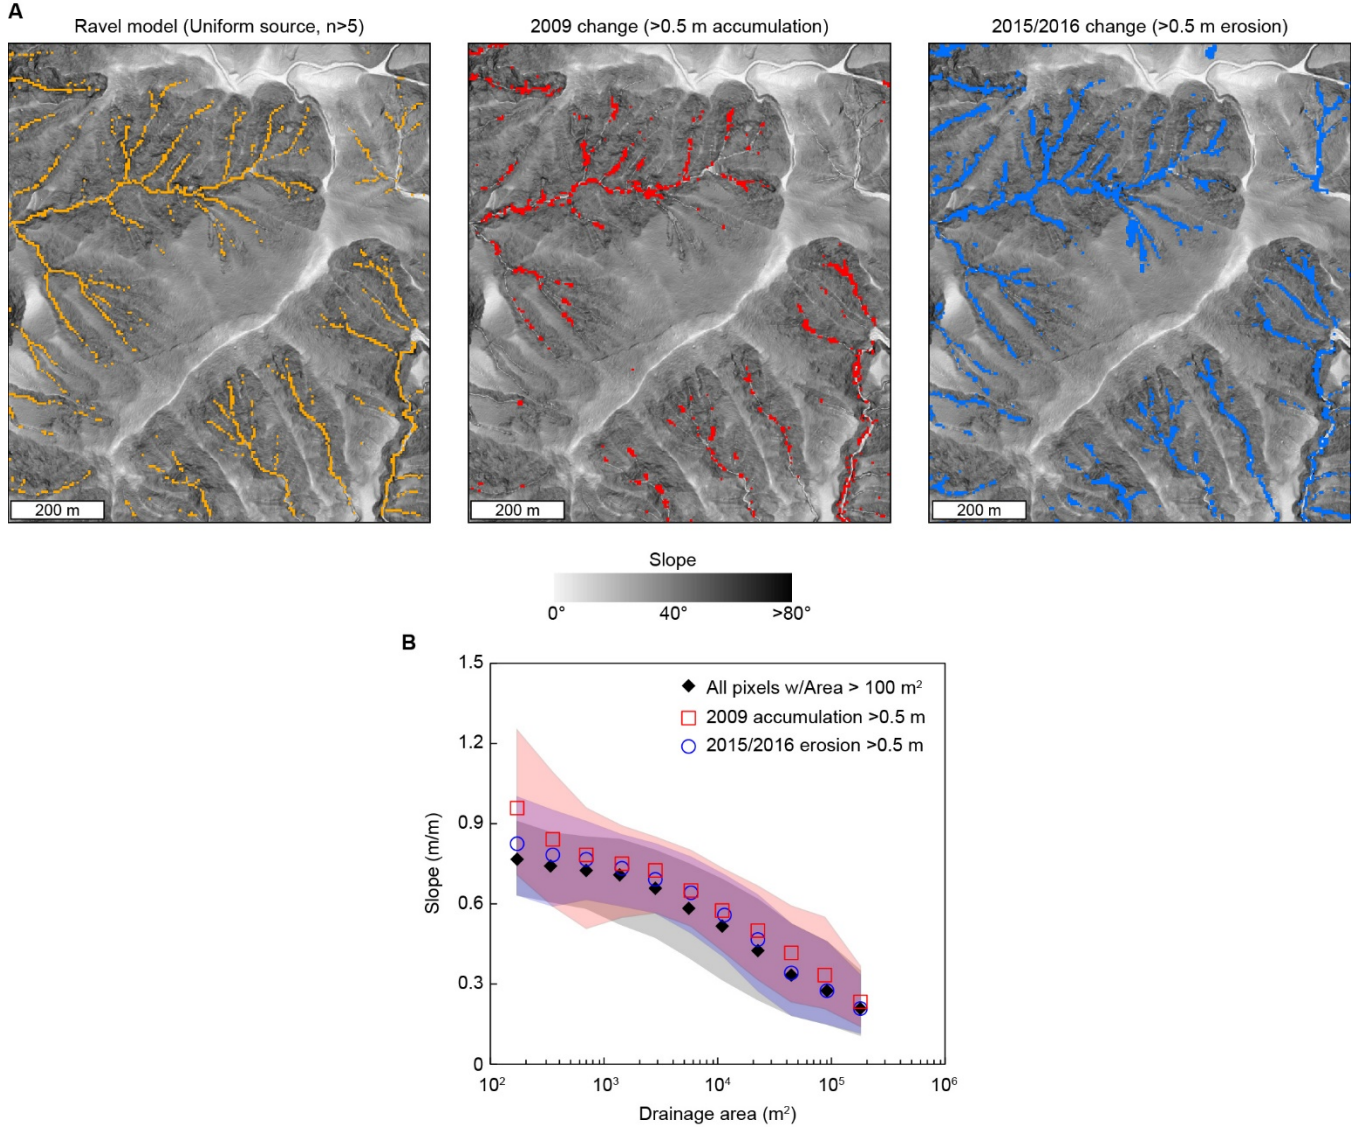 A
Ravel model (Uniform source, n>5)
2009 change (>0.5 m accumulation)
2015/2016 change (>0.5 m erosion)
200 m
200 m
200 m
Slope
0°
40°
>80°
B
1.5
1.2
0.9
0.6
0.3
0
Slope (m/m)
All pixels w/Area > 100 m²
2009 accumulation >0.5 m
2015/2016 erosion >0.5 m
10²
10³
10⁴
10⁵
10⁶
Drainage area (m²)